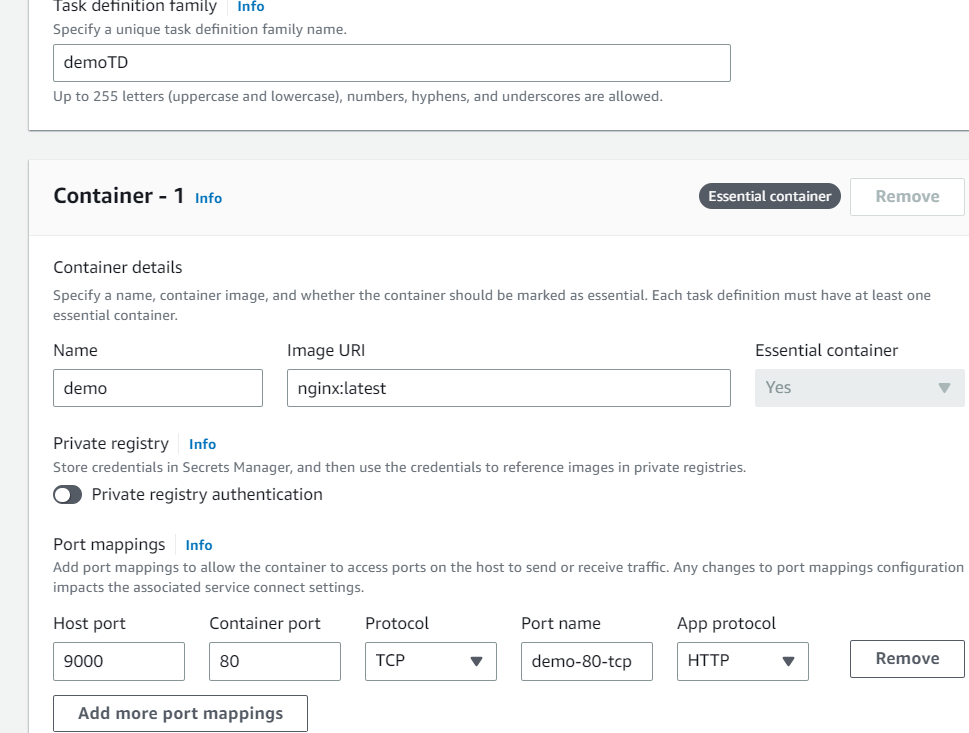 Task definition family Info
Specify a unique task definition family name.
demoTD
Up to 255 letters (uppercase and lowercase), numbers, hyphens, and underscores are allowed.
Container - 1 Info Essential container Remove
Container details
Specify a name, container image, and whether the container should be marked as essential. Each task definition must have at least one
essential container.
Name Image URI Essential container
demo nginx:latest Yes
Private registry Info
Store credentials in Secrets Manager, and then use the credentials to reference images in private registries.
Private registry authentication
Port mappings Info
Add port mappings to allow the container to access ports on the host to send or receive traffic. Any changes to port mappings configuration
impacts the associated service connect settings.
Host port Container port Protocol Port name App protocol
9000 80 TCP demo-80-tcp HTTP Remove
Add more port mappings